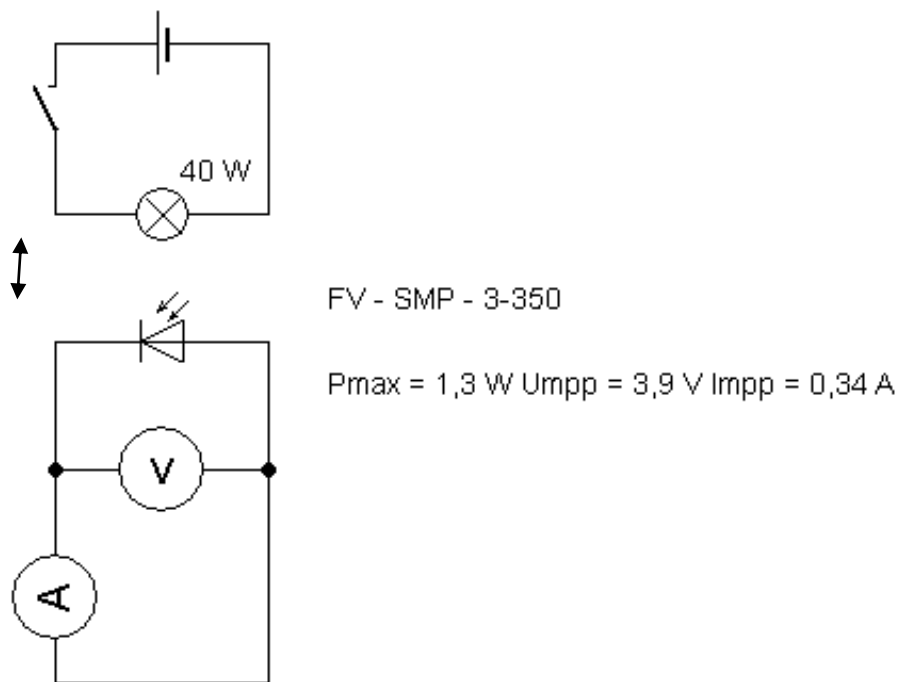 40 W
FV - SMP - 3-350
Pmax = 1,3 W Umpp = 3,9 V Impp = 0,34 A
V
A